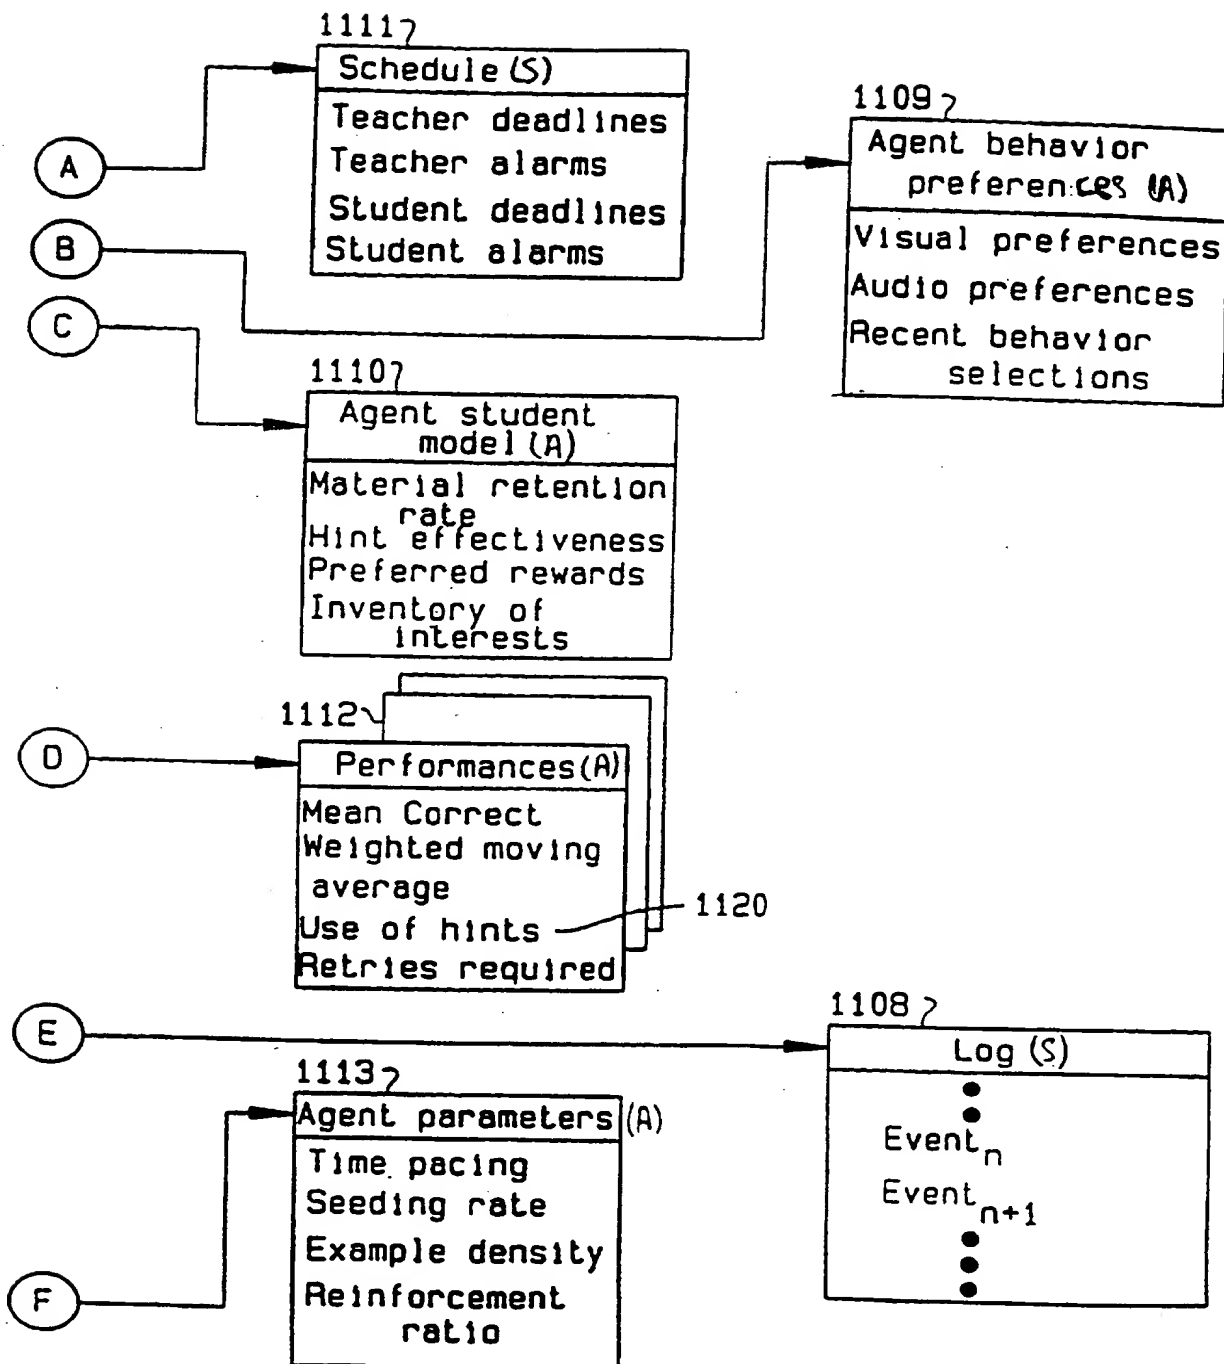 1111
Schedule (S)
Teacher deadlines
Teacher alarms
Student deadlines
Student alarms
A
B
C
1109
Agent behavior
preferences (A)
Visual preferences
Audio preferences
Recent behavior
selections
1110
Agent student
model (A)
Material retention
rate
Hint effectiveness
Preferred rewards
Inventory of
interests
D
1112
Performances (A)
Mean Correct
Weighted moving
average
Use of hints
1120
Retries required
E
1108
Log (S)
Event n
Event n+1
1113
Agent parameters (A)
Time pacing
Seeding rate
Example density
Reinforcement
ratio
F